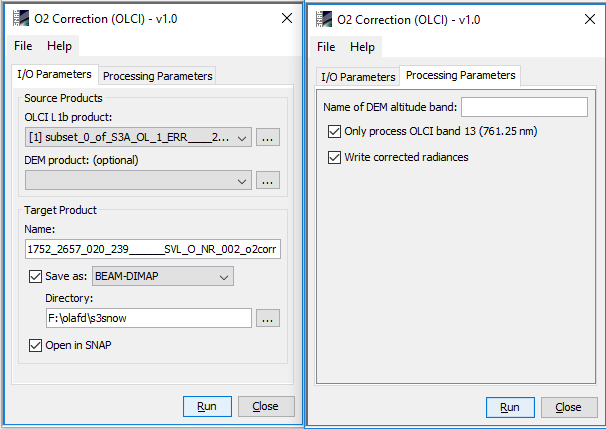 O2 Correction (OLCI) - v1.0
File Help
I/O Parameters Processing Parameters
Source Products
OLCI L1b product:
[1] subset_0_of_S3A_OL_1_ERR____2... ...
DEM product: (optional)
...
Target Product
Name:
1752_2657_020_239______SVL_O_NR_002_o2corr
Save as: BEAM-DIMAP
Directory:
F:\olafd\s3snow ...
Open in SNAP
Run Close
O2 Correction (OLCI) - v1.0
File Help
I/O Parameters Processing Parameters
Name of DEM altitude band:
Only process OLCI band 13 (761.25 nm)
Write corrected radiances
Run Close